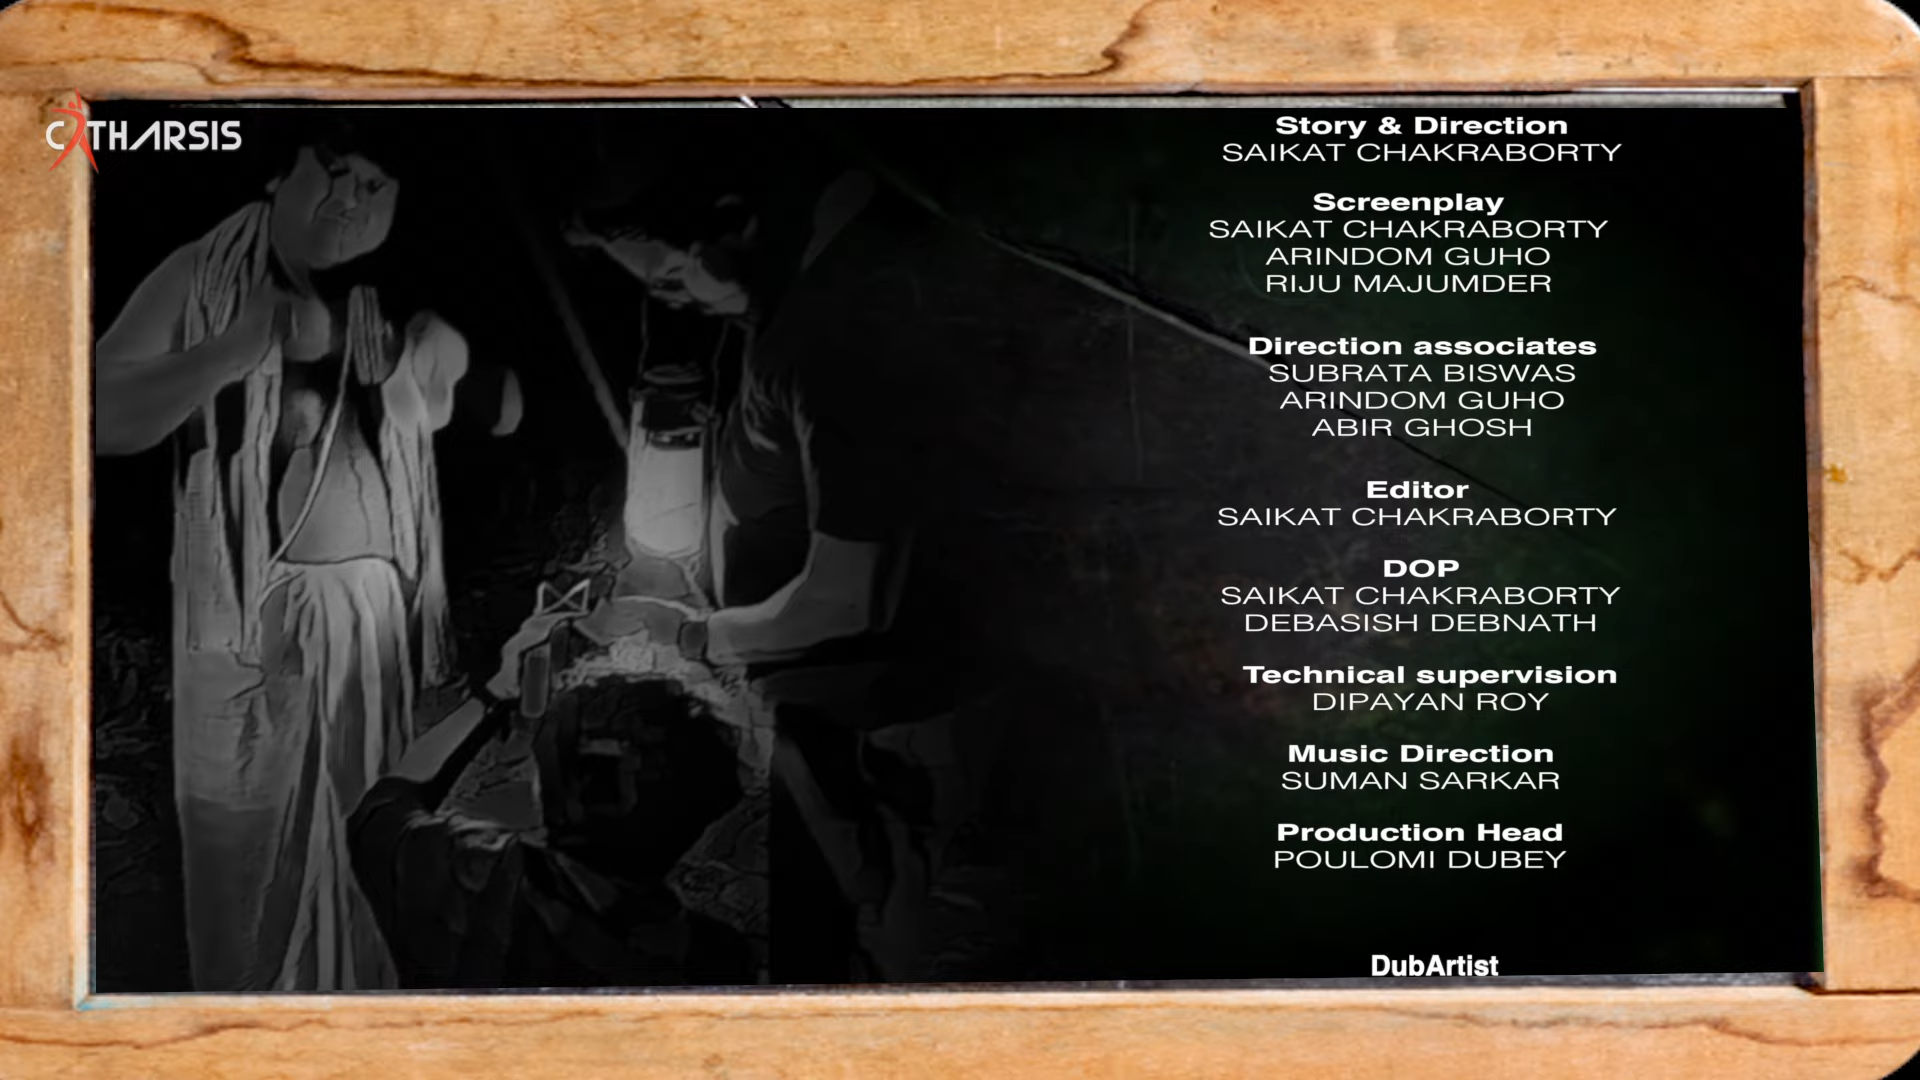 CATHARSIS
Story & Direction
SAIKAT CHAKRABORTY
Screenplay
SAIKAT CHAKRABORTY
ARINDOM GUHO
RIJU MAJUMDER
Direction associates
SUBRATA BISWAS
ARINDOM GUHO
ABIR GHOSH
Editor
SAIKAT CHAKRABORTY
DOP
SAIKAT CHAKRABORTY
DEBASISH DEBNATH
Technical supervision
DIPAYAN ROY
Music Direction
SUMAN SARKAR
Production Head
POULOMI DUBEY
DubArtist